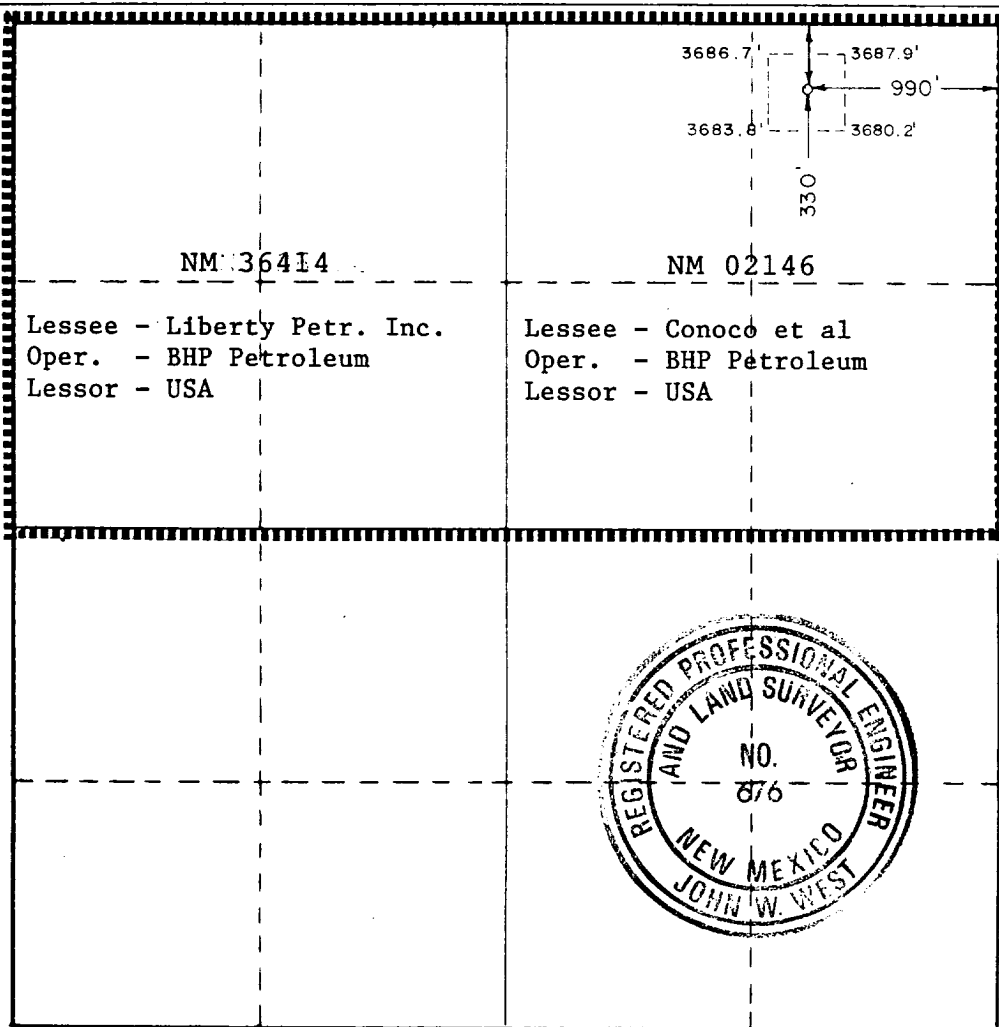 3686.7' 3687.9'
990'
3683.8' 3680.2'
330'
NM 36414
NM 02146
Lessee - Liberty Petr. Inc.
Oper. - BHP Petroleum
Lessor - USA
Lessee - Conoco et al
Oper. - BHP Petroleum
Lessor - USA
REGISTERED PROFESSIONAL ENGINEER
AND LAND SURVEYOR
NO.
676
NEW MEXICO
JOHN W. WEST